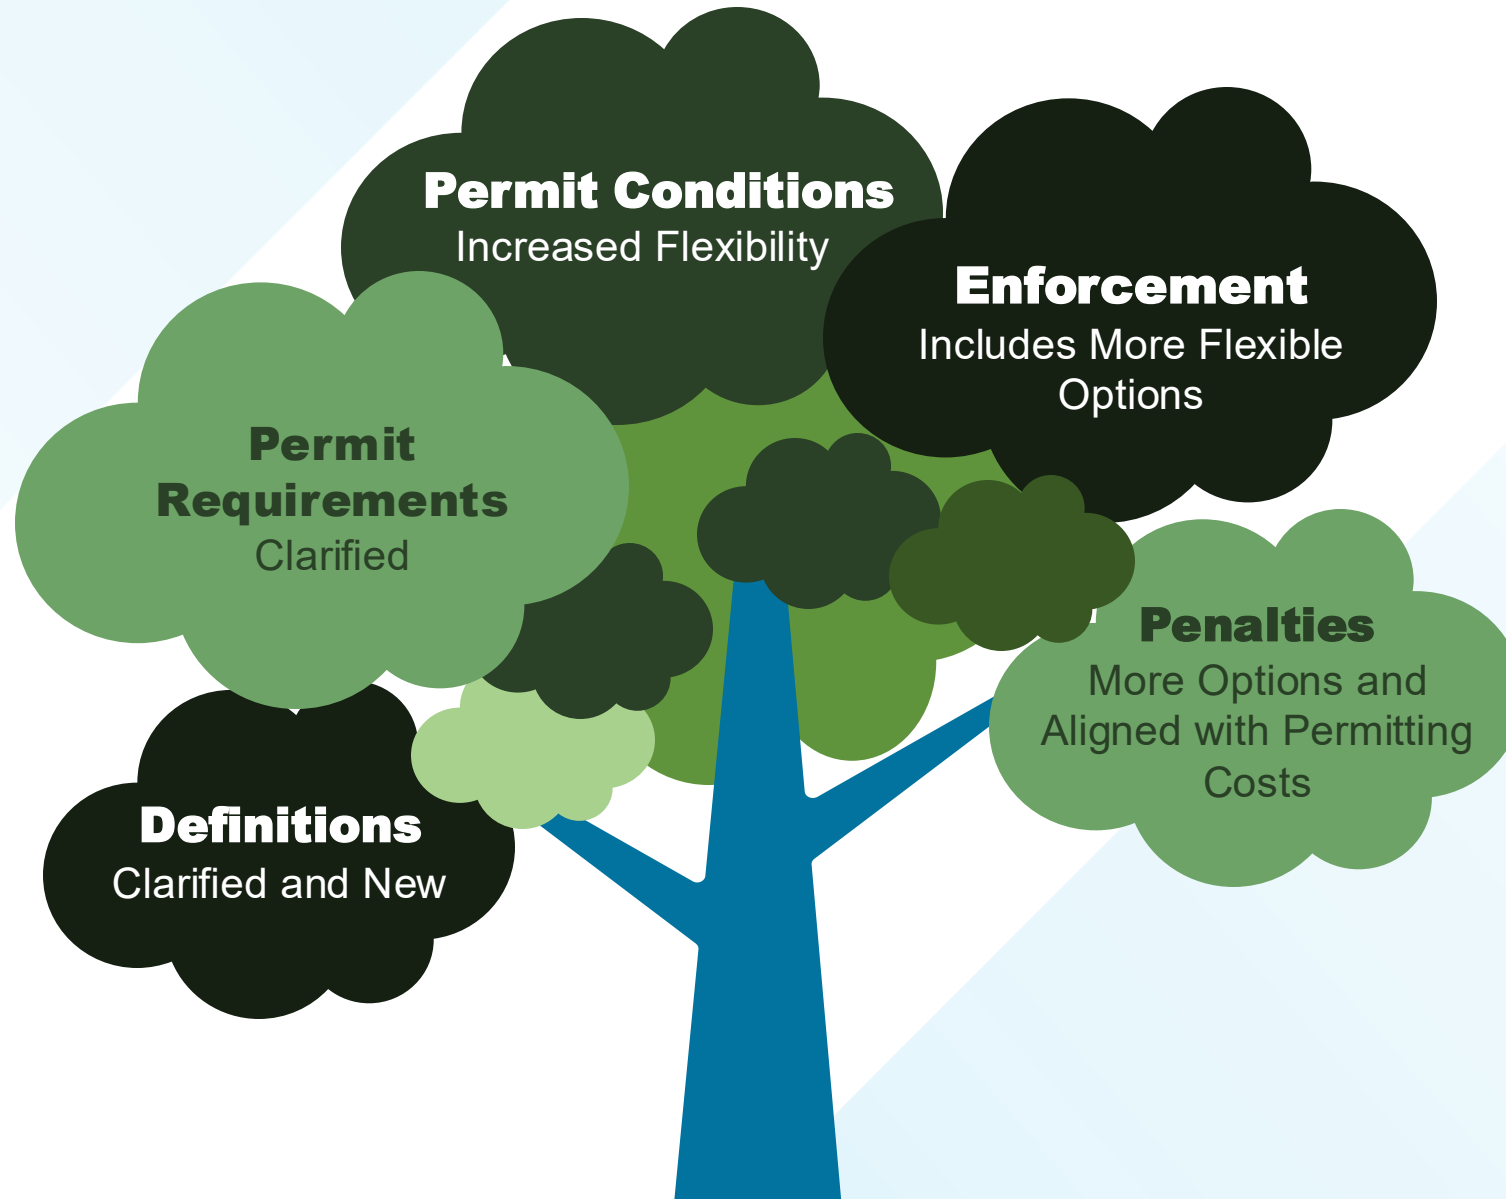 Permit Conditions
Increased Flexibility
Enforcement
Includes More Flexible
Options
Permit
Requirements
Clarified
Penalties
More Options and
Aligned with Permitting
Costs
Definitions
Clarified and New